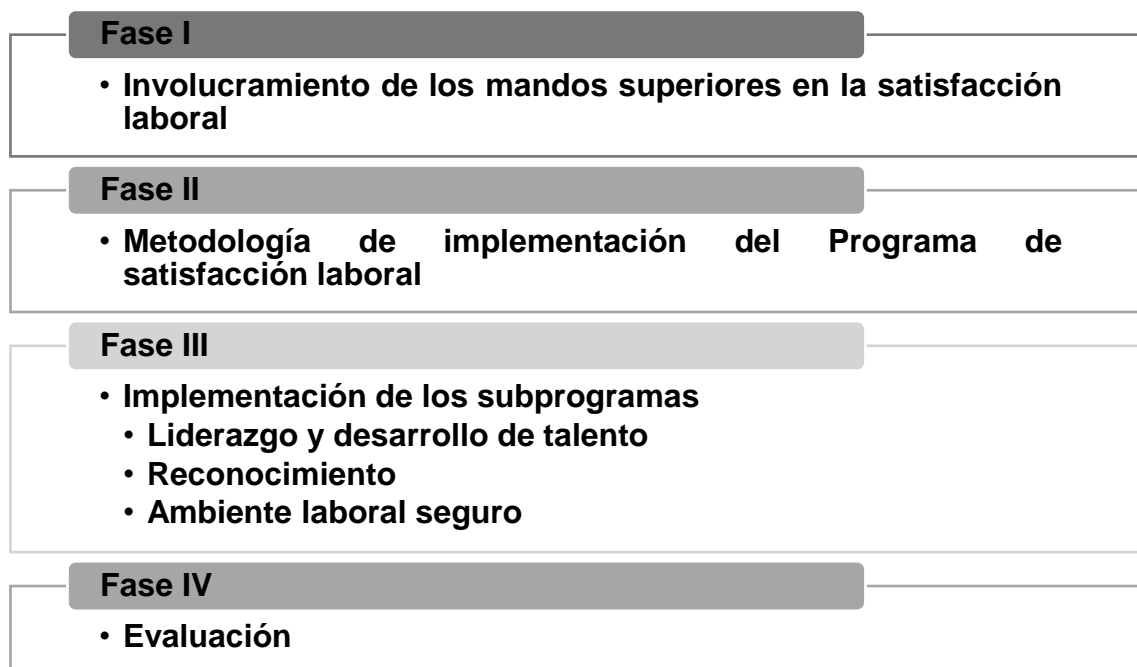 Fase I
• Involucramiento de los mandos superiores en la satisfacción
laboral
Fase II
• Metodología de implementación del Programa de
satisfacción laboral
Fase III
• Implementación de los subprogramas
• Liderazgo y desarrollo de talento
• Reconocimiento
• Ambiente laboral seguro
Fase IV
• Evaluación